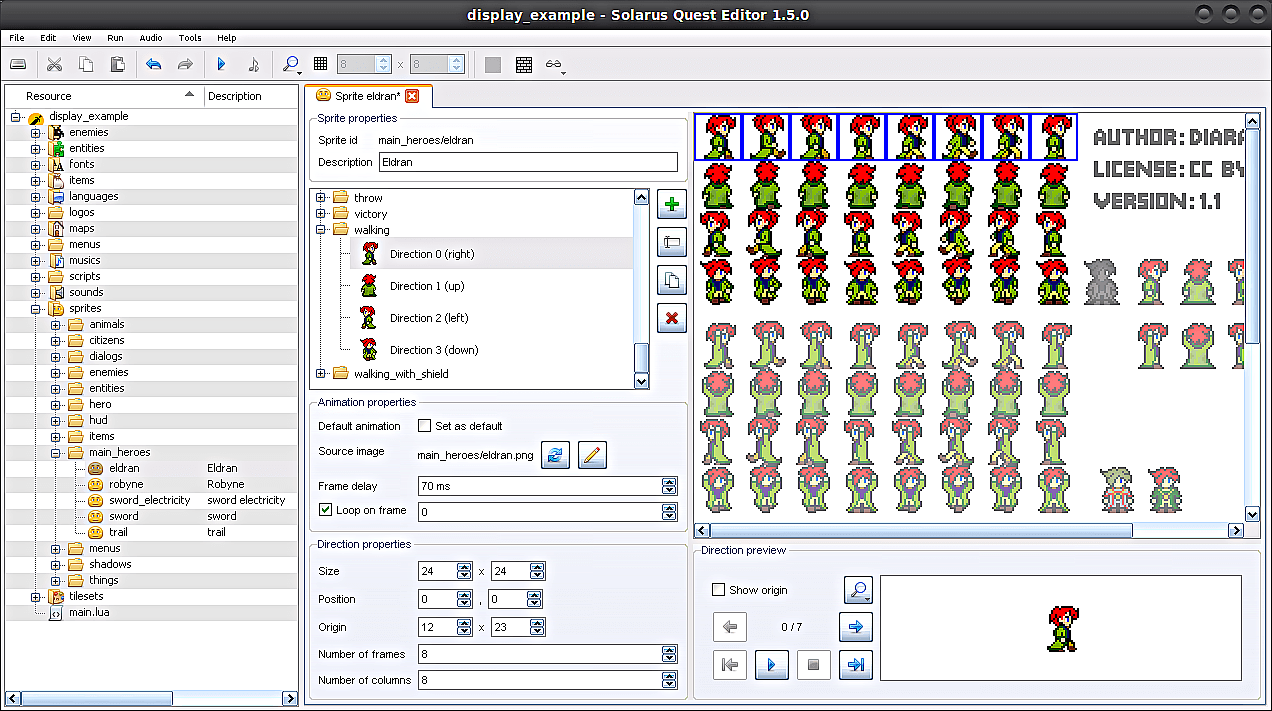 display_example - Solarus Quest Editor 1.5.0
File Edit View Run Audio Tools Help
8 x 8
Resource Description
display_example
enemies
entities
fonts
items
languages
logos
maps
menus
musics
scripts
sounds
sprites
animals
citizens
dialogs
enemies
entities
hero
hud
items
main_heroes
eldran Eldran
robyne Robyne
sword_electricity sword electricity
sword sword
trail trail
menus
shadows
things
tilesets
main.lua
Sprite eldran*
Sprite properties
Sprite id main_heroes/eldran
Description Eldran
throw
victory
walking
Direction 0 (right)
Direction 1 (up)
Direction 2 (left)
Direction 3 (down)
walking_with_shield
Animation properties
Default animation Set as default
Source image main_heroes/eldran.png
Frame delay 70 ms
Loop on frame 0
Direction properties
Size 24 x 24
Position 0 , 0
Origin 12 x 23
Number of frames 8
Number of columns 8
AUTHOR: DIARA
LICENSE: CC BY
VERSION: 1.1
Direction preview
Show origin
0 / 7